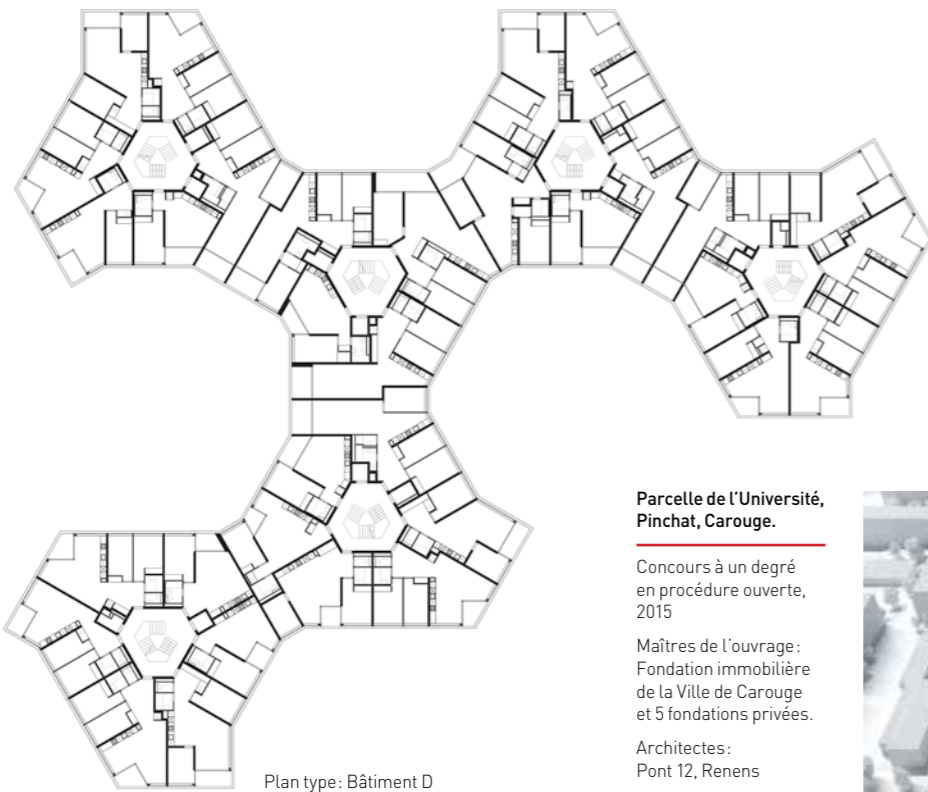 Parcelle de l'Université,
Pinchat, Carouge.
Concours à un degré
en procédure ouverte,
2015
Maîtres de l'ouvrage :
Fondation immobilière
de la Ville de Carouge
et 5 fondations privées.
Architectes :
Pont 12, Renens
Plan type : Bâtiment D